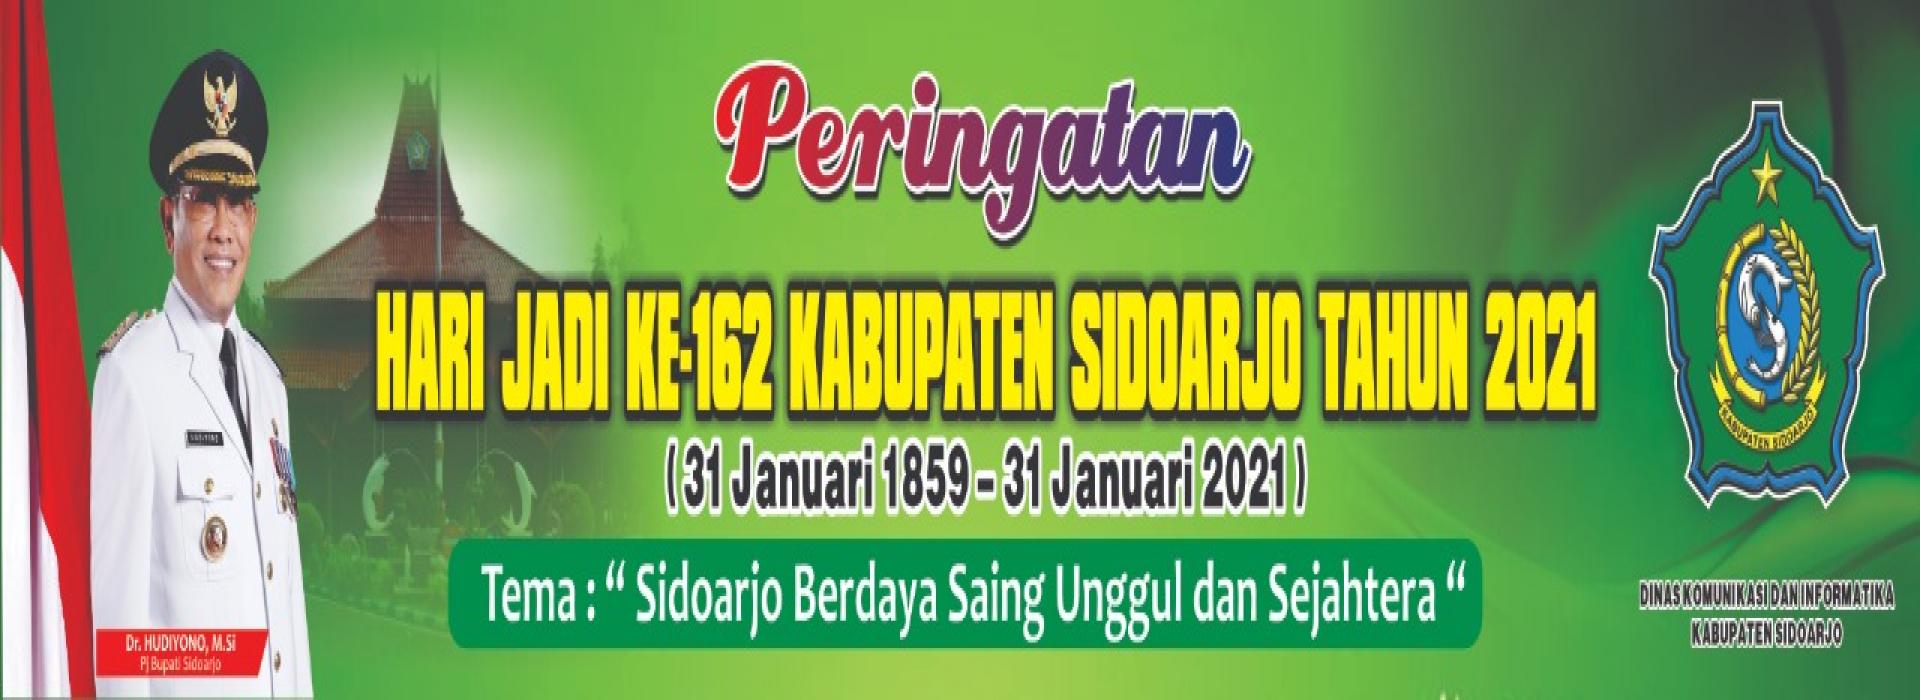 Peringatan
HARI JADI KE-162 KABUPATEN SIDOARJO TAHUN 2021
( 31 Januari 1859 – 31 Januari 2021 )
Tema : “ Sidoarjo Berdaya Saing Unggul dan Sejahtera “
HUDIYONO
Dr. HUDIYONO, M.Si
Pj Bupati Sidoarjo
KABUPATEN SIDOARJO
DINAS KOMUNIKASI DAN INFORMATIKA
KABUPATEN SIDOARJO